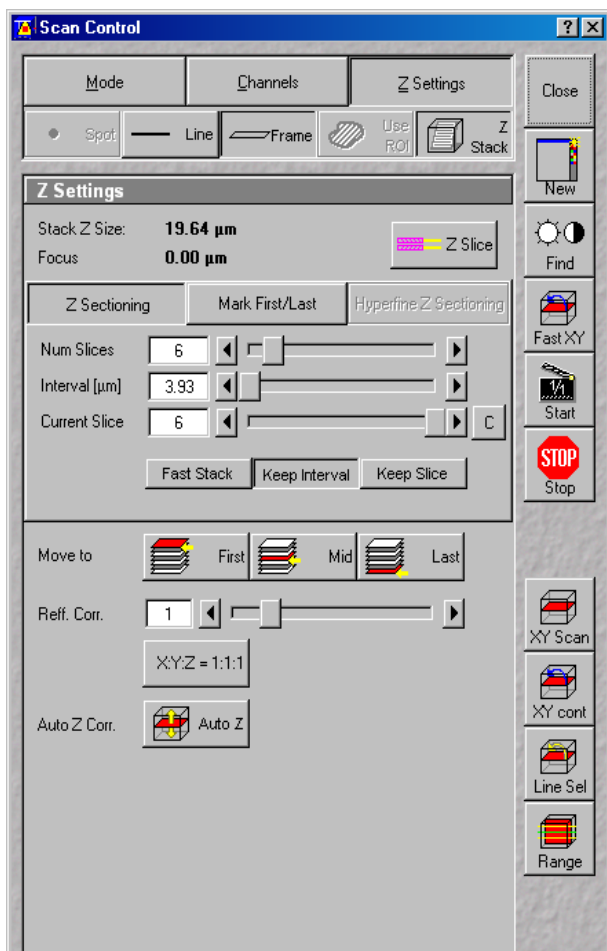 Scan Control
Mode Channels Z Settings
Close
Spot Line Frame Use ROI Z Stack
New
Z Settings
Stack Z Size: 19.64 µm
Focus 0.00 µm
Z Slice
Find
Z Sectioning Mark First/Last Hyperfine Z Sectioning
Num Slices 6
Fast XY
Interval [µm] 3.93
Current Slice 6 C
1/1
Start
Fast Stack Keep Interval Keep Slice
STOP
Stop
Move to First Mid Last
Reff. Corr. 1
XY Scan
X:Y:Z = 1:1:1
Auto Z Corr. Auto Z
XY cont
Line Sel
Range